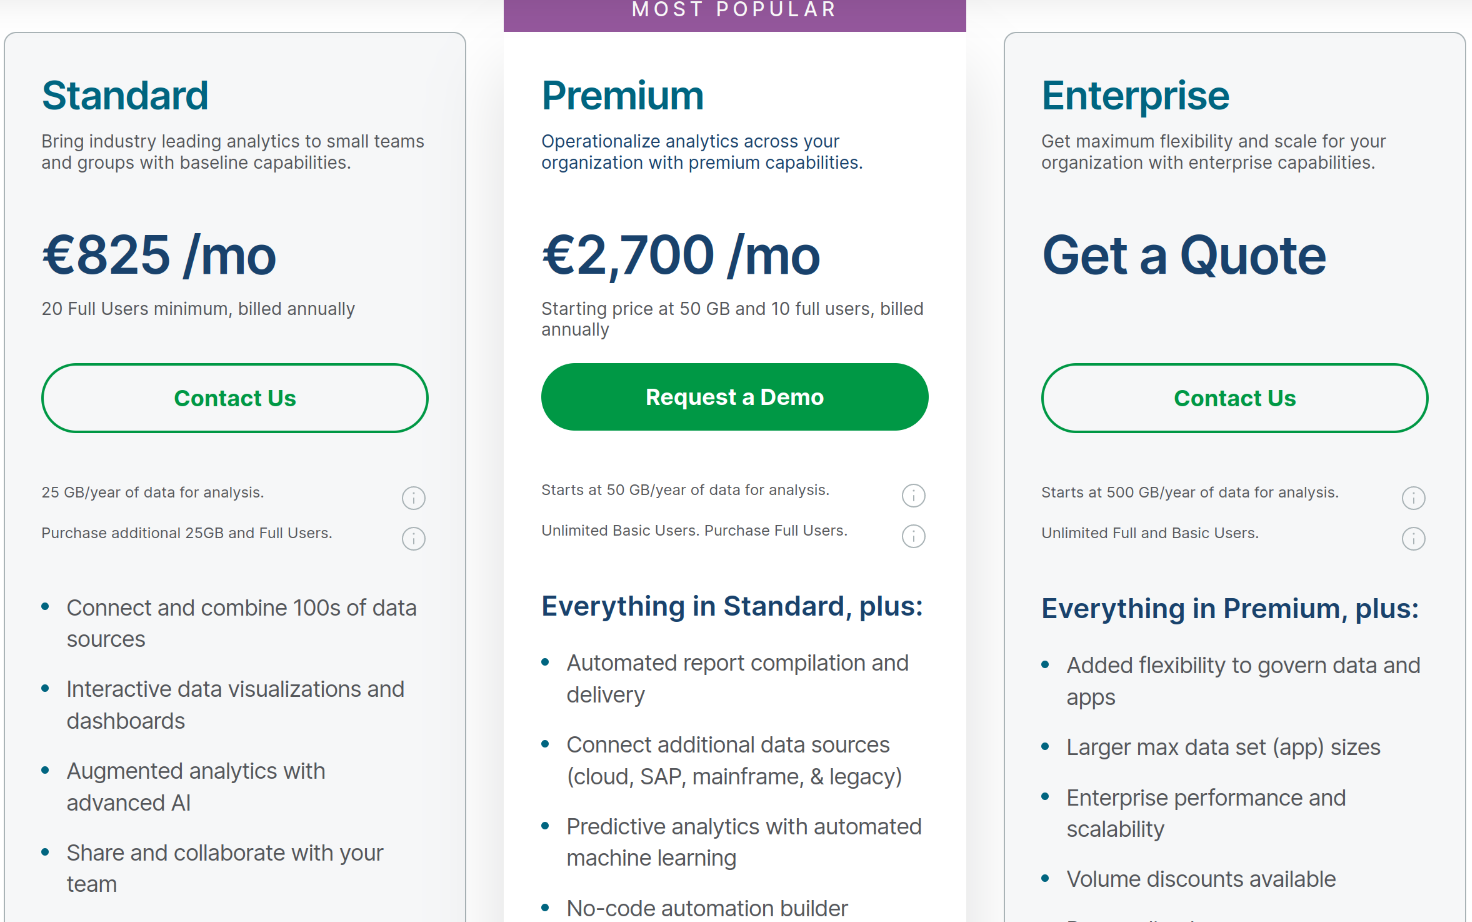 MOST POPULAR
Standard
Bring industry leading analytics to small teams
and groups with baseline capabilities.
€825 /mo
20 Full Users minimum, billed annually
Contact Us
25 GB/year of data for analysis.
Purchase additional 25GB and Full Users.
• Connect and combine 100s of data
sources
• Interactive data visualizations and
dashboards
• Augmented analytics with
advanced AI
• Share and collaborate with your
team
Premium
Operationalize analytics across your
organization with premium capabilities.
€2,700 /mo
Starting price at 50 GB and 10 full users, billed
annually
Request a Demo
Starts at 50 GB/year of data for analysis.
Unlimited Basic Users. Purchase Full Users.
Everything in Standard, plus:
• Automated report compilation and
delivery
• Connect additional data sources
(cloud, SAP, mainframe, & legacy)
• Predictive analytics with automated
machine learning
• No-code automation builder
Enterprise
Get maximum flexibility and scale for your
organization with enterprise capabilities.
Get a Quote
Contact Us
Starts at 500 GB/year of data for analysis.
Unlimited Full and Basic Users.
Everything in Premium, plus:
• Added flexibility to govern data and
apps
• Larger max data set (app) sizes
• Enterprise performance and
scalability
• Volume discounts available